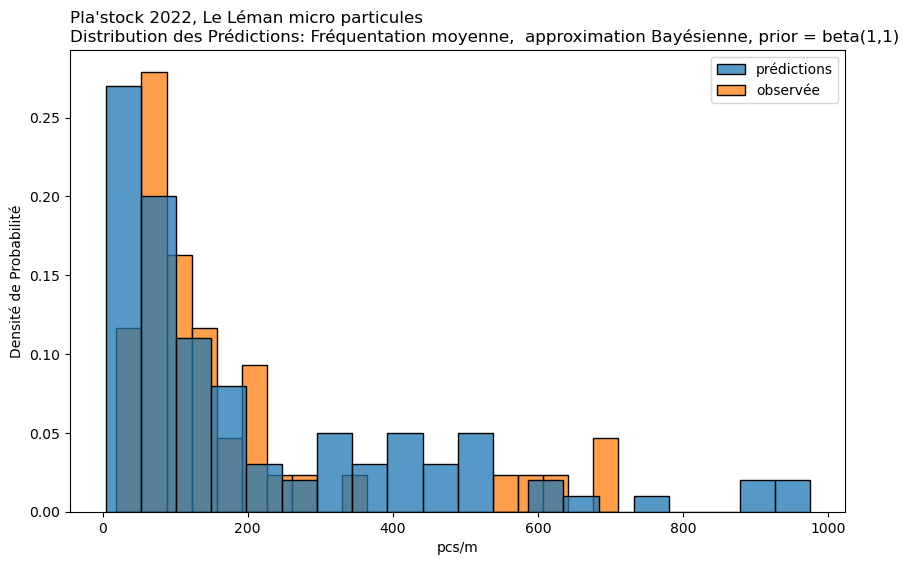 Pla'stock 2022, Le Léman micro particules
Distribution des Prédictions: Fréquentation moyenne,  approximation Bayésienne, prior = beta(1,1)
prédictions
observée
0.25
0.20
0.15
0.10
0.05
0.00
Densité de Probabilité
0
200
400
600
800
1000
pcs/m